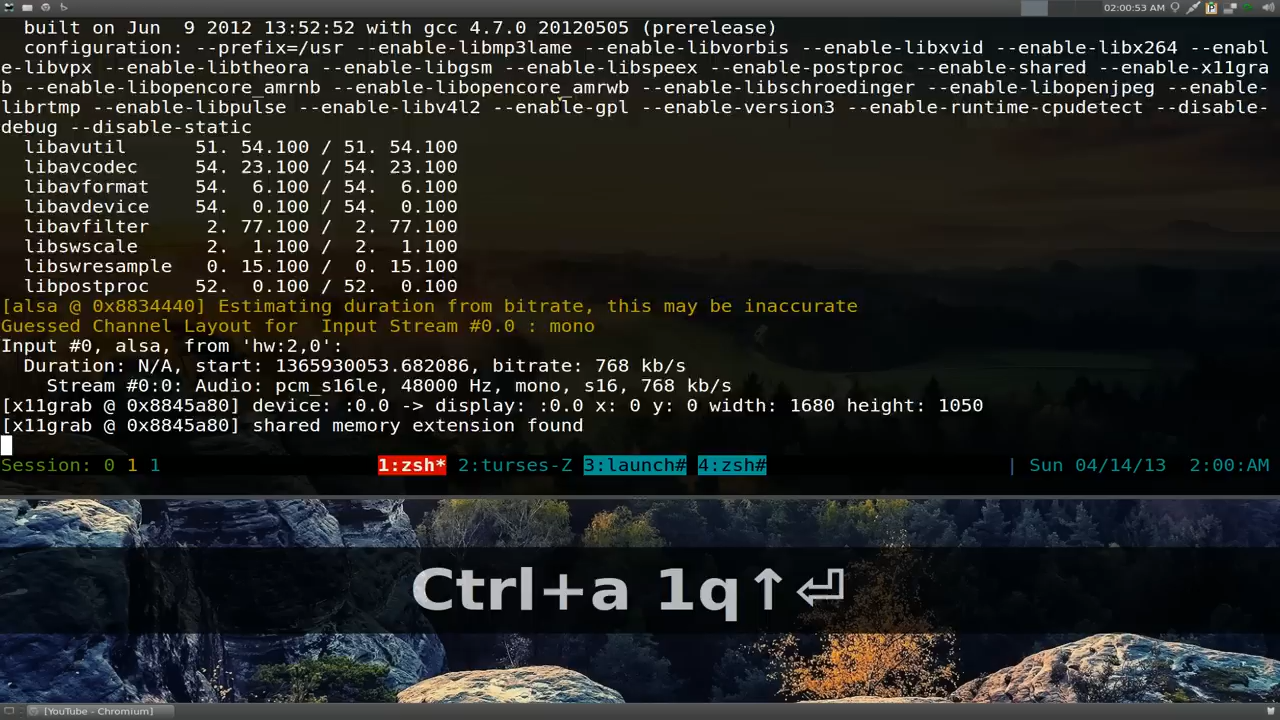 02:00:53 AM
built on Jun  9 2012 13:52:52 with gcc 4.7.0 20120505 (prerelease)
configuration: --prefix=/usr --enable-libmp3lame --enable-libvorbis --enable-libxvid --enable-libx264 --enabl
e-libvpx --enable-libtheora --enable-libgsm --enable-libspeex --enable-postproc --enable-shared --enable-x11gra
b --enable-libopencore_amrnb --enable-libopencore_amrwb --enable-libschroedinger --enable-libopenjpeg --enable-
librtmp --enable-libpulse --enable-libv4l2 --enable-gpl --enable-version3 --enable-runtime-cpudetect --disable-
debug --disable-static
libavutil     51. 54.100 / 51. 54.100
libavcodec    54. 23.100 / 54. 23.100
libavformat   54.  6.100 / 54.  6.100
libavdevice   54.  0.100 / 54.  0.100
libavfilter    2. 77.100 /  2. 77.100
libswscale     2.  1.100 /  2.  1.100
libswresample  0. 15.100 /  0. 15.100
libpostproc   52.  0.100 / 52.  0.100
[alsa @ 0x8834440] Estimating duration from bitrate, this may be inaccurate
Guessed Channel Layout for  Input Stream #0.0 : mono
Input #0, alsa, from 'hw:2,0':
Duration: N/A, start: 1365930053.682086, bitrate: 768 kb/s
Stream #0:0: Audio: pcm_s16le, 48000 Hz, mono, s16, 768 kb/s
[x11grab @ 0x8845a80] device: :0.0 -> display: :0.0 x: 0 y: 0 width: 1680 height: 1050
[x11grab @ 0x8845a80] shared memory extension found
Session: 0 1 1 1:zsh* 2:turses-Z 3:launch# 4:zsh# | Sun 04/14/13  2:00:AM
Ctrl+a 1q↑⏎
[YouTube - Chromium]